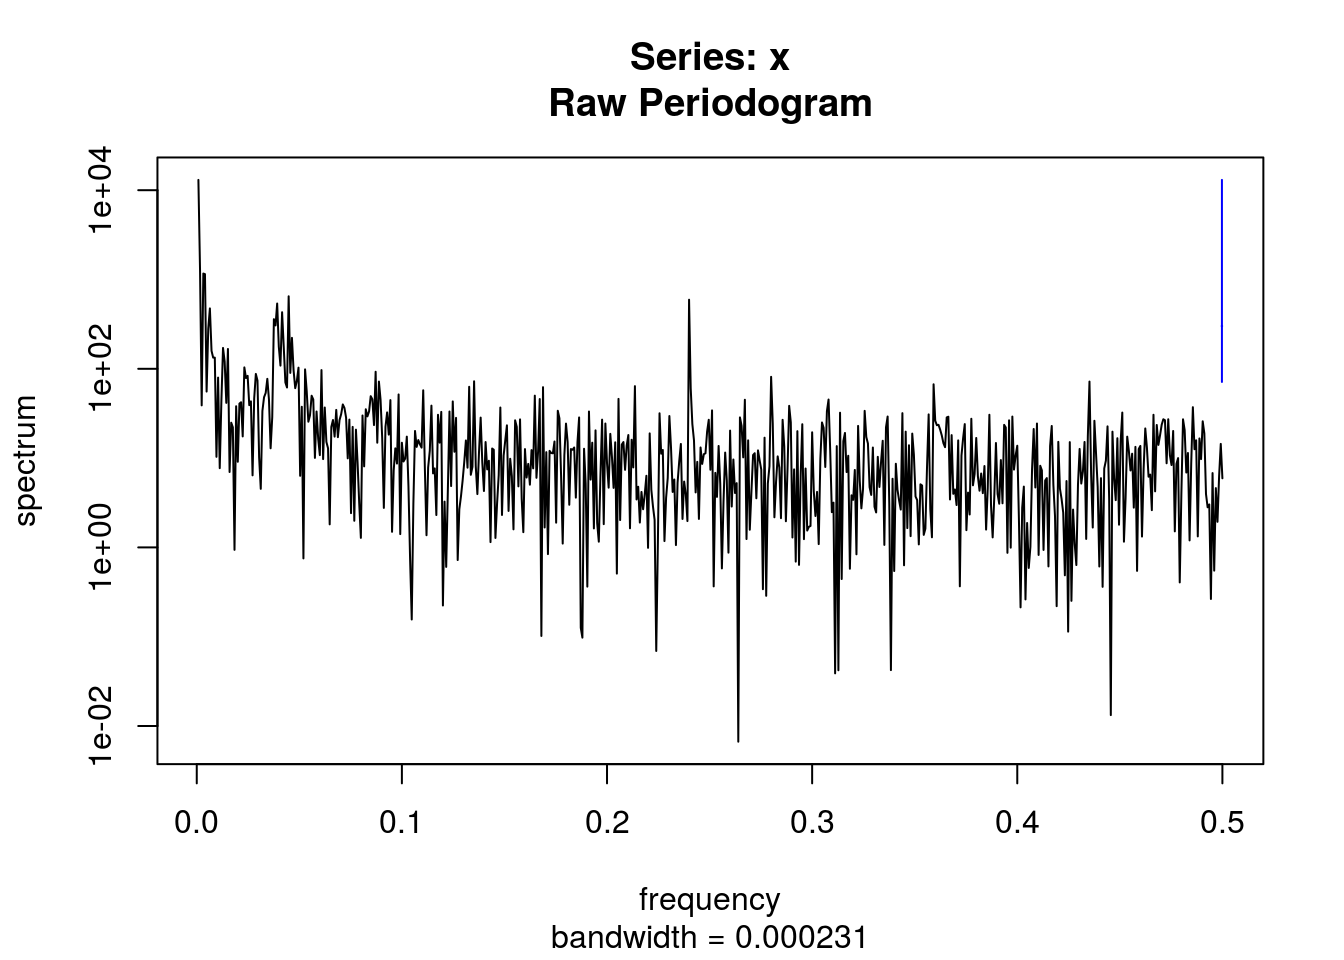 Series: x
Raw Periodogram
spectrum
1e+04
1e+02
1e+00
1e-02
0.0 0.1 0.2 0.3 0.4 0.5
frequency
bandwidth = 0.000231